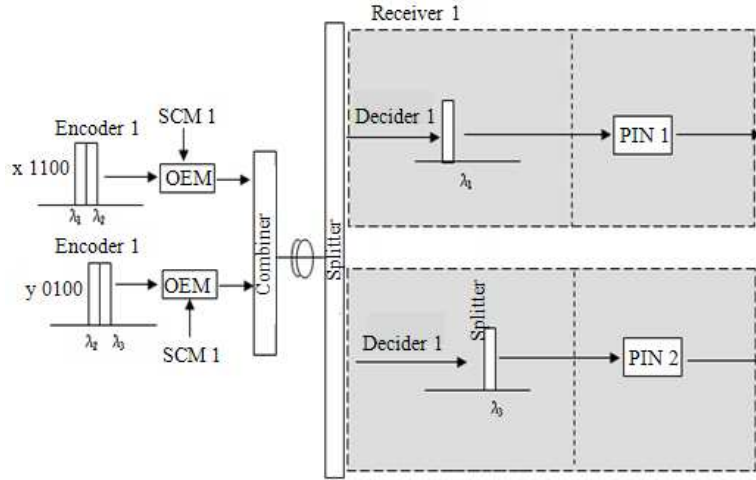 Receiver 1
SCM 1
Encoder 1
x 1100
OEM
λ₁ λ₂
Encoder 1
y 0100
OEM
λ₂ λ₃
SCM 1
Combiner
Splitter
Decider 1
λ₁
PIN 1
Decider 1
Splitter
λ₃
PIN 2